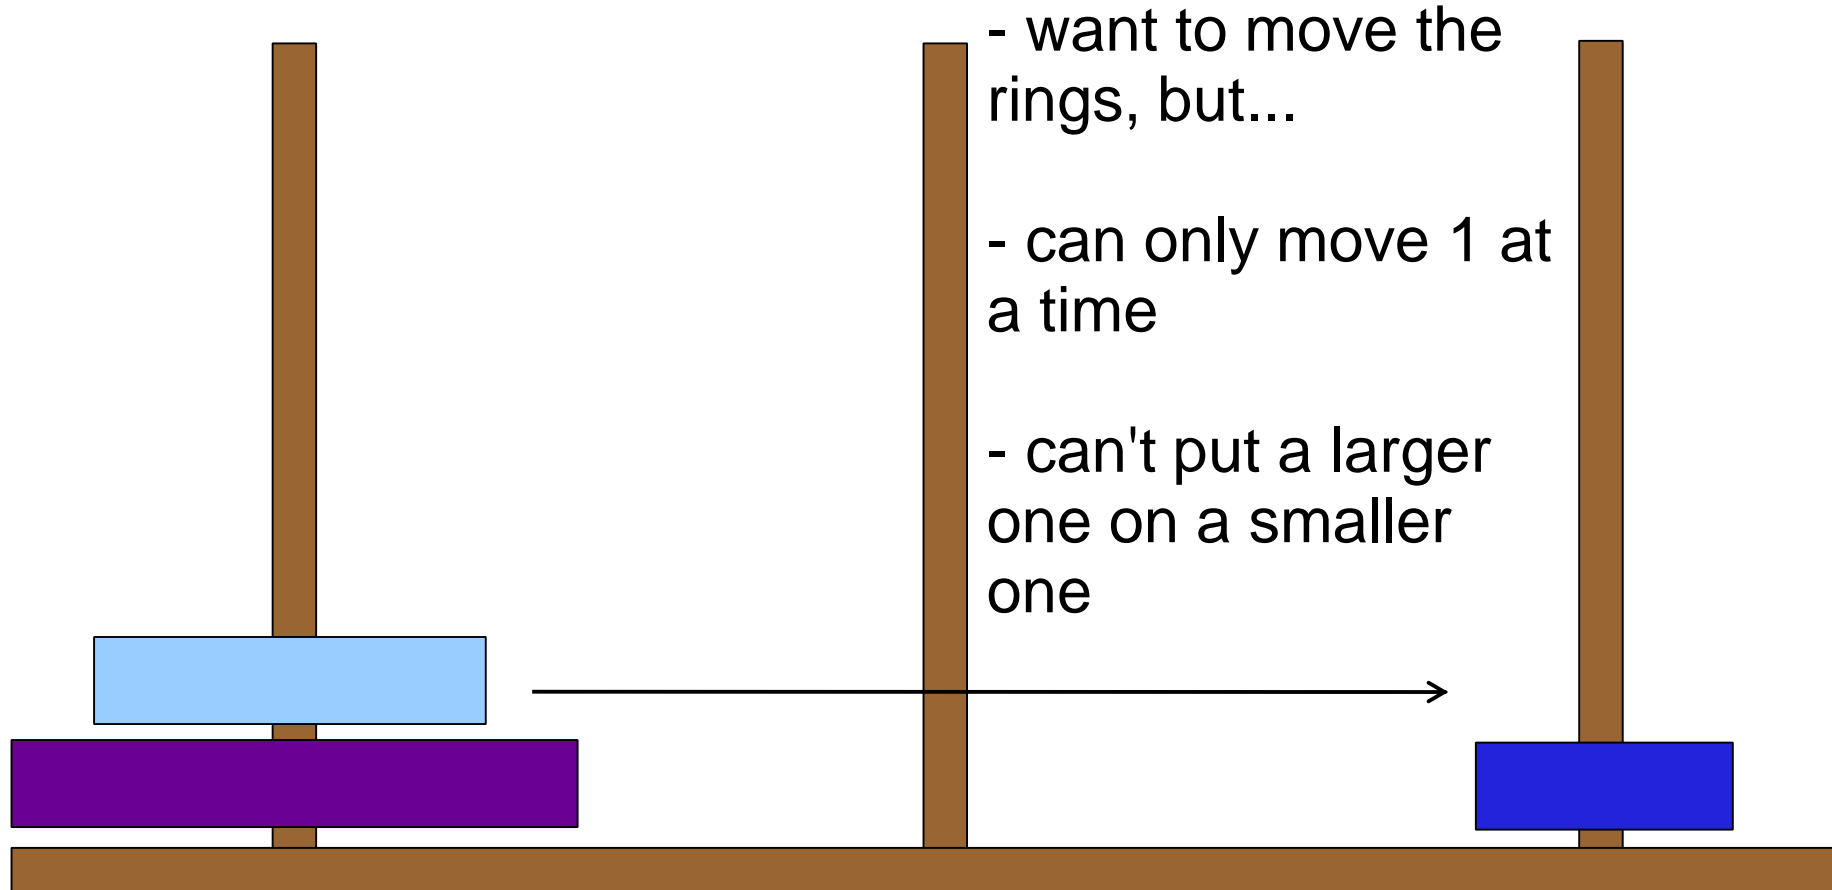 - want to move the
rings, but...
- can only move 1 at
a time
- can't put a larger
one on a smaller
one